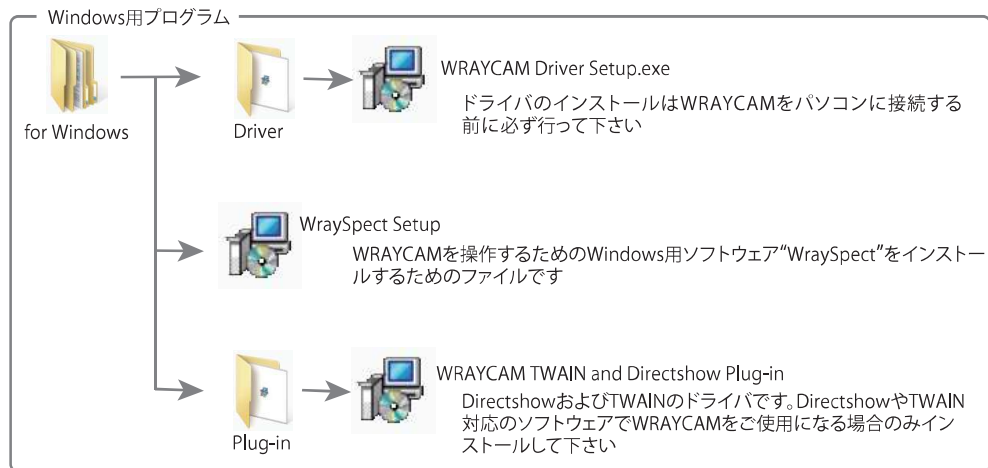 Windows用プログラム
for Windows
Driver
WRAYCAM Driver Setup.exe
ドライバのインストールはWRAYCAMをパソコンに接続する
前に必ず行って下さい
WraySpect Setup
WRAYCAMを操作するためのWindows用ソフトウェア“WraySpect”をインストー
ルするためのファイルです
Plug-in
WRAYCAM TWAIN and Directshow Plug-in
DirectshowおよびTWAINのドライバです。DirectshowやTWAIN
対応のソフトウェアでWRAYCAMをご使用になる場合のみイン
ストールして下さい